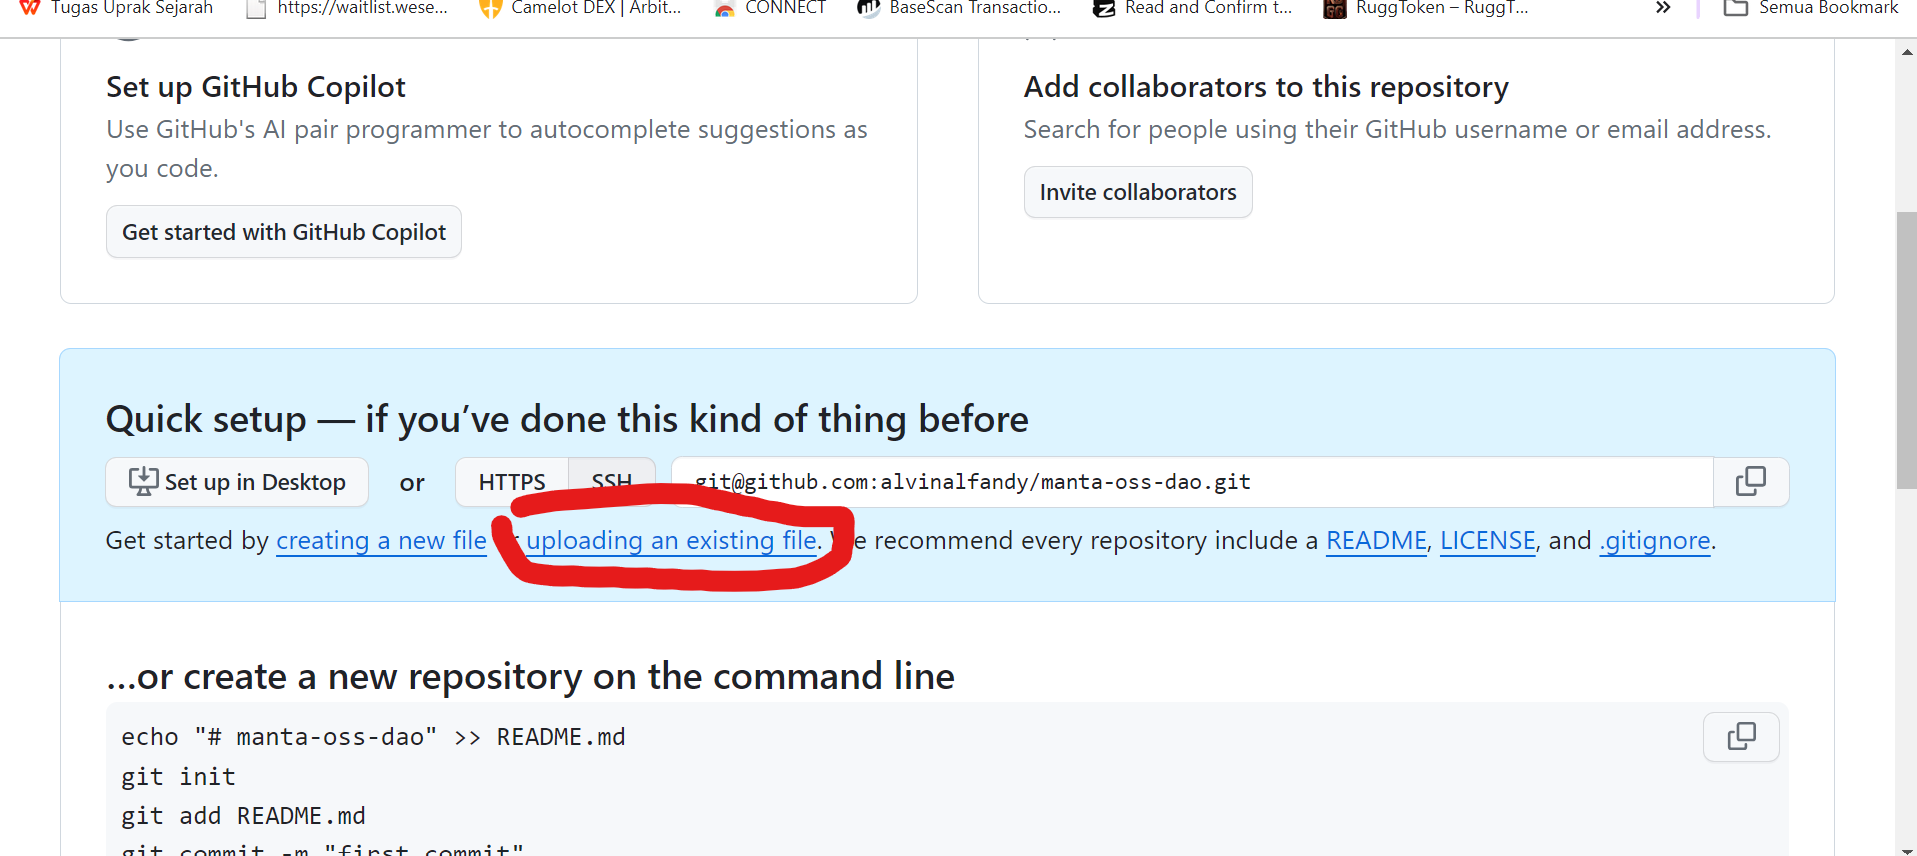 Tugas Uprak Sejarah https://waitlist.wese... Camelot DEX | Arbit... CONNECT BaseScan Transactio... Read and Confirm t... RuggToken – RuggT... » Semua Bookmark
Set up GitHub Copilot
Use GitHub's AI pair programmer to autocomplete suggestions as
you code.
Get started with GitHub Copilot
Add collaborators to this repository
Search for people using their GitHub username or email address.
Invite collaborators
Quick setup — if you’ve done this kind of thing before
Set up in Desktop or HTTPS SSH git@github.com:alvinalfandy/manta-oss-dao.git
Get started by creating a new file uploading an existing file. recommend every repository include a README, LICENSE, and .gitignore.
...or create a new repository on the command line
echo "# manta-oss-dao" >> README.md
git init
git add README.md
git commit -m "first commit"